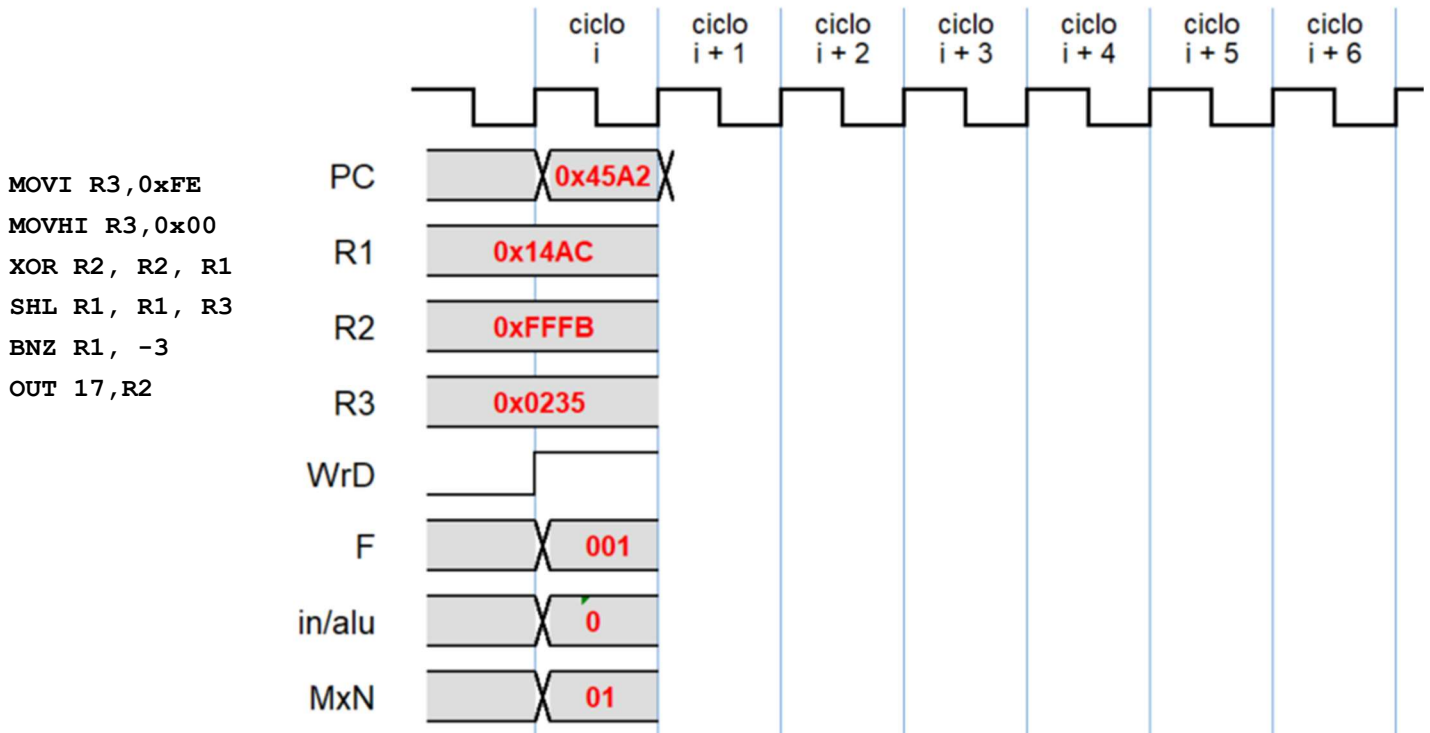 ciclo i ciclo i + 1 ciclo i + 2 ciclo i + 3 ciclo i + 4 ciclo i + 5 ciclo i + 6
MOVI R3,0xFE
MOVHI R3,0x00
XOR R2, R2, R1
SHL R1, R1, R3
BNZ R1, -3
OUT 17,R2
PC 0x45A2
R1 0x14AC
R2 0xFFFB
R3 0x0235
WrD
F 001
in/alu 0
MxN 01